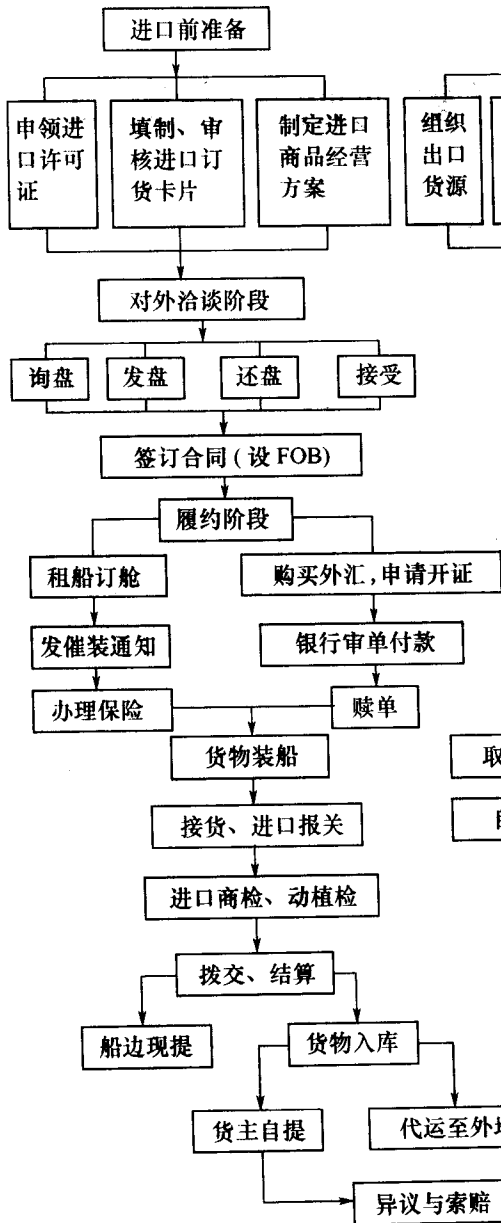 进口前准备
申领进
口许可
证
填制、审
核进口订
货卡片
制定进口
商品经营
方案
组织
出口
货源
对外洽谈阶段
询盘
发盘
还盘
接受
签订合同(设FOB)
履约阶段
租船订舱
购买外汇,申请开证
发催装通知
银行审单付款
办理保险
赎单
货物装船
取
接货、进口报关
进口商检、动植检
拨交、结算
船边现提
货物入库
货主自提
代运至外
异议与索赔